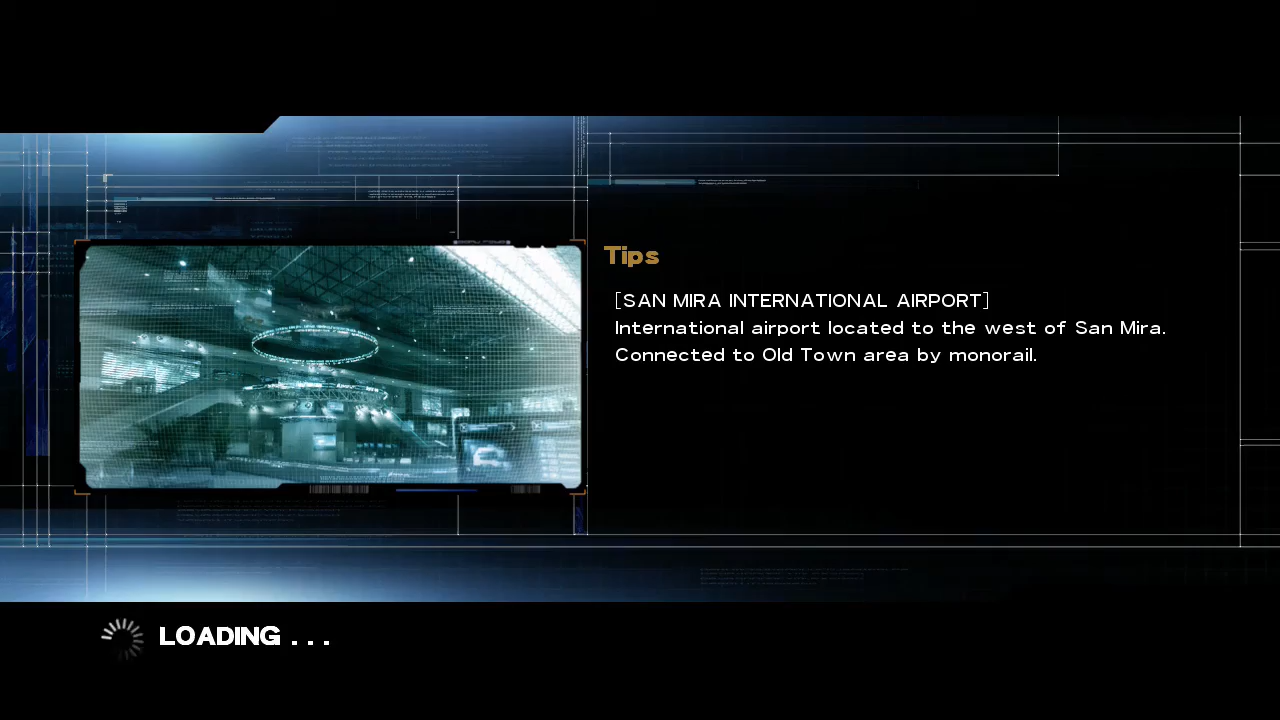 Tips
[SAN MIRA INTERNATIONAL AIRPORT]
International airport located to the west of San Mira.
Connected to Old Town area by monorail.
LOADING . . .